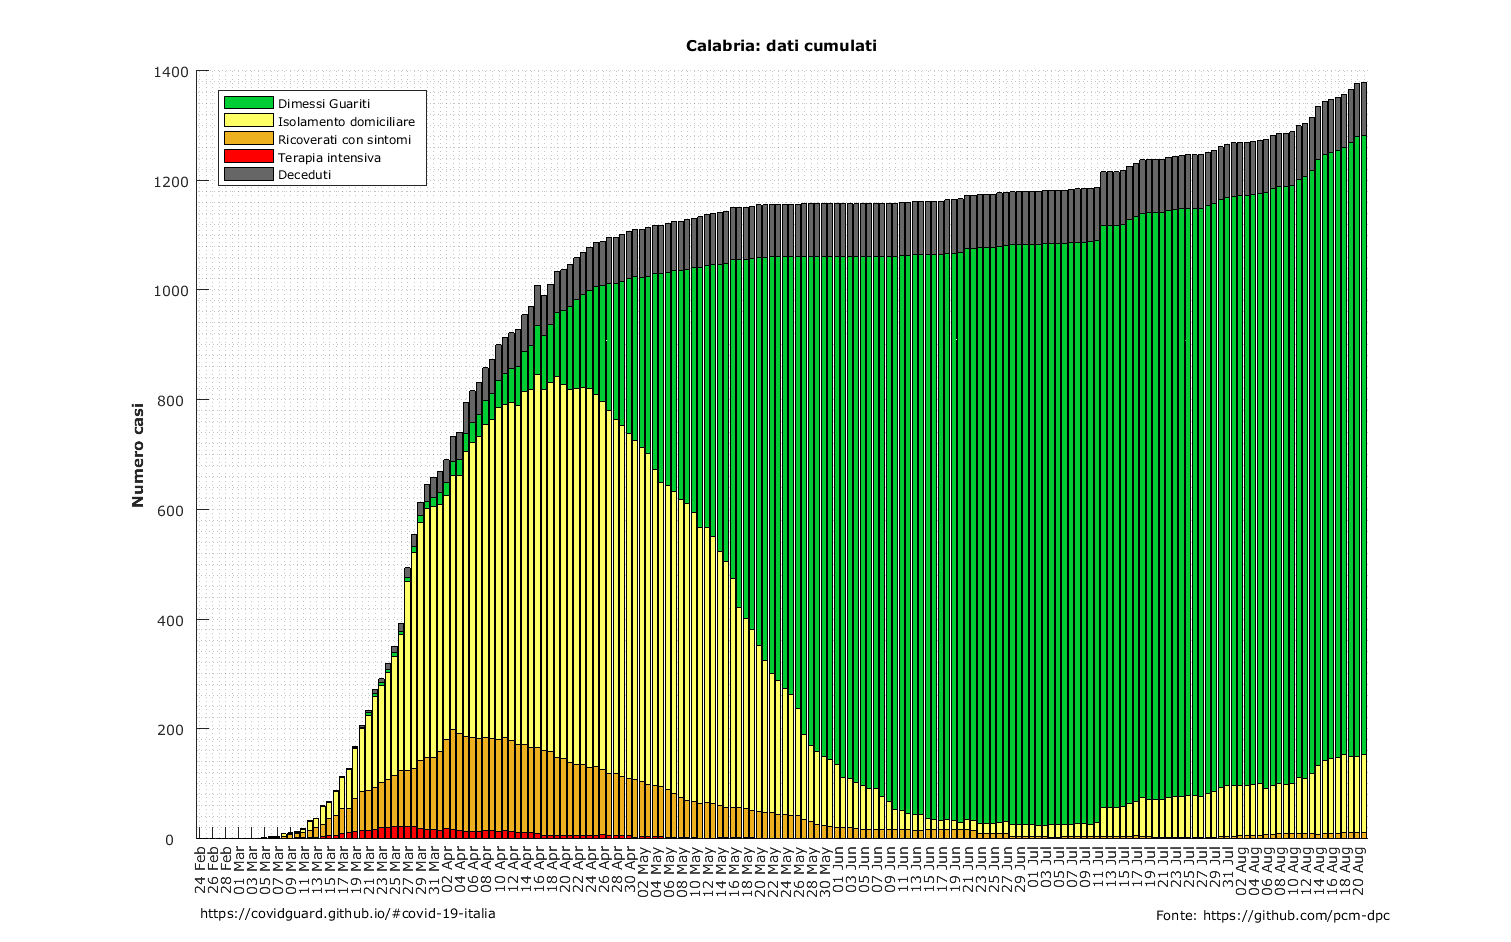 Calabria: dati cumulati
Numero casi
1400
1200
1000
800
600
400
200
0
Dimessi Guariti
Isolamento domiciliare
Ricoverati con sintomi
Terapia intensiva
Deceduti
24 Feb
26 Feb
28 Feb
01 Mar
03 Mar
05 Mar
07 Mar
09 Mar
11 Mar
13 Mar
15 Mar
17 Mar
19 Mar
21 Mar
23 Mar
25 Mar
27 Mar
29 Mar
31 Mar
02 Apr
04 Apr
06 Apr
08 Apr
10 Apr
12 Apr
14 Apr
16 Apr
18 Apr
20 Apr
22 Apr
24 Apr
26 Apr
28 Apr
30 Apr
02 May
04 May
06 May
08 May
10 May
12 May
14 May
16 May
18 May
20 May
22 May
24 May
26 May
28 May
30 May
01 Jun
03 Jun
05 Jun
07 Jun
09 Jun
11 Jun
13 Jun
15 Jun
17 Jun
19 Jun
21 Jun
23 Jun
25 Jun
27 Jun
29 Jun
01 Jul
03 Jul
05 Jul
07 Jul
09 Jul
11 Jul
13 Jul
15 Jul
17 Jul
19 Jul
21 Jul
23 Jul
25 Jul
27 Jul
29 Jul
31 Jul
02 Aug
04 Aug
06 Aug
08 Aug
10 Aug
12 Aug
14 Aug
16 Aug
18 Aug
20 Aug
https://covidguard.github.io/#covid-19-italia
Fonte: https://github.com/pcm-dpc